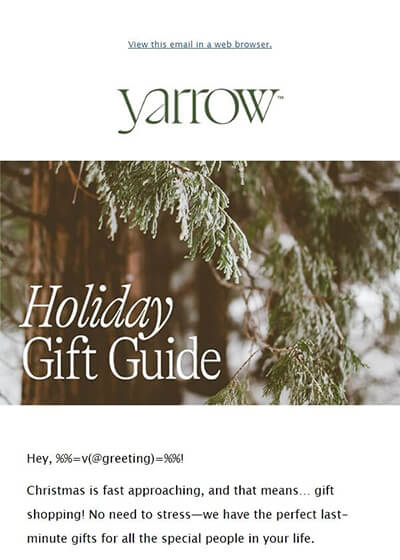 View this email in a web browser.
yarrow™
Holiday
Gift Guide
Hey, %%=v(@greeting)=%%!
Christmas is fast approaching, and that means... gift
shopping! No need to stress—we have the perfect last-
minute gifts for all the special people in your life.